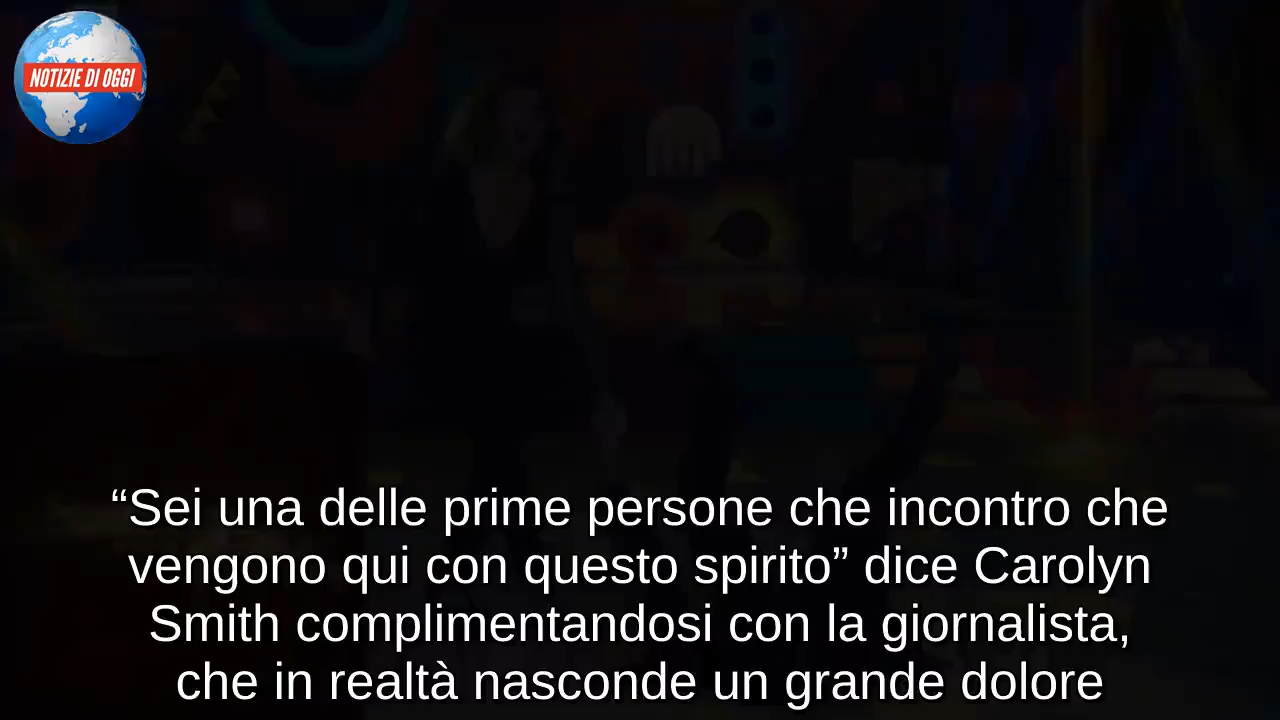 NOTIZIE DI OGGI
“Sei una delle prime persone che incontro che
vengono qui con questo spirito” dice Carolyn
Smith complimentandosi con la giornalista,
che in realtà nasconde un grande dolore